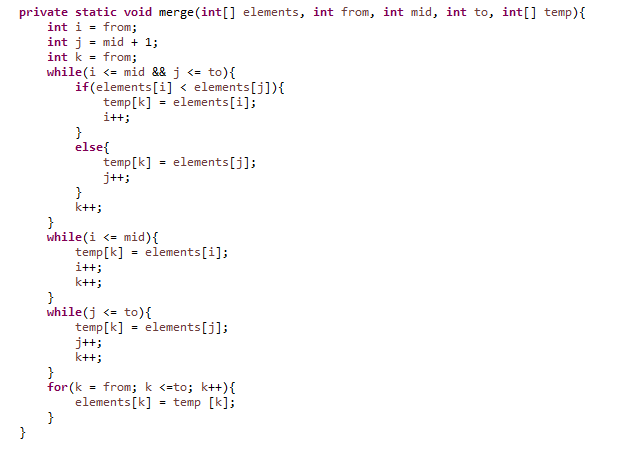 private static void merge(int[] elements, int from, int mid, int to, int[] temp){
    int i = from;
    int j = mid + 1;
    int k = from;
    while(i <= mid && j <= to){
        if(elements[i] < elements[j]){
            temp[k] = elements[i];
            i++;
        }
        else{
            temp[k] = elements[j];
            j++;
        }
        k++;
    }
    while(i <= mid){
        temp[k] = elements[i];
        i++;
        k++;
    }
    while(j <= to){
        temp[k] = elements[j];
        j++;
        k++;
    }
    for(k = from; k <=to; k++){
        elements[k] = temp [k];
    }
}